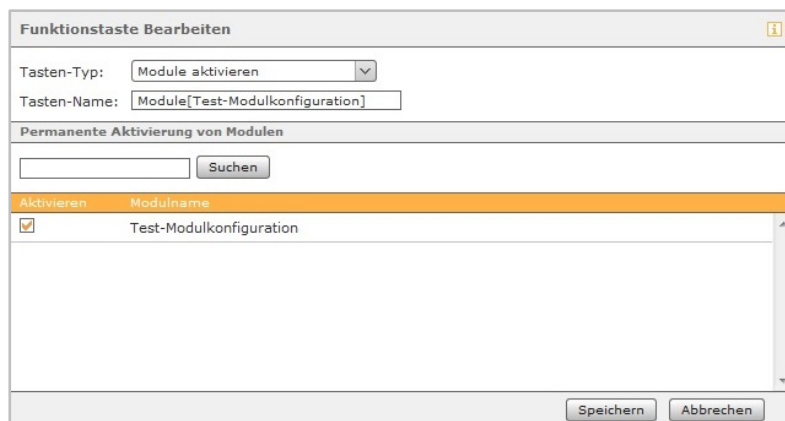 Funktionstaste Bearbeiten
Tasten-Typ: Module aktivieren
Tasten-Name: Module[Test-Modulkonfiguration]
Permanente Aktivierung von Modulen
Suchen
Aktivieren Modulname
Test-Modulkonfiguration
Speichern Abbrechen